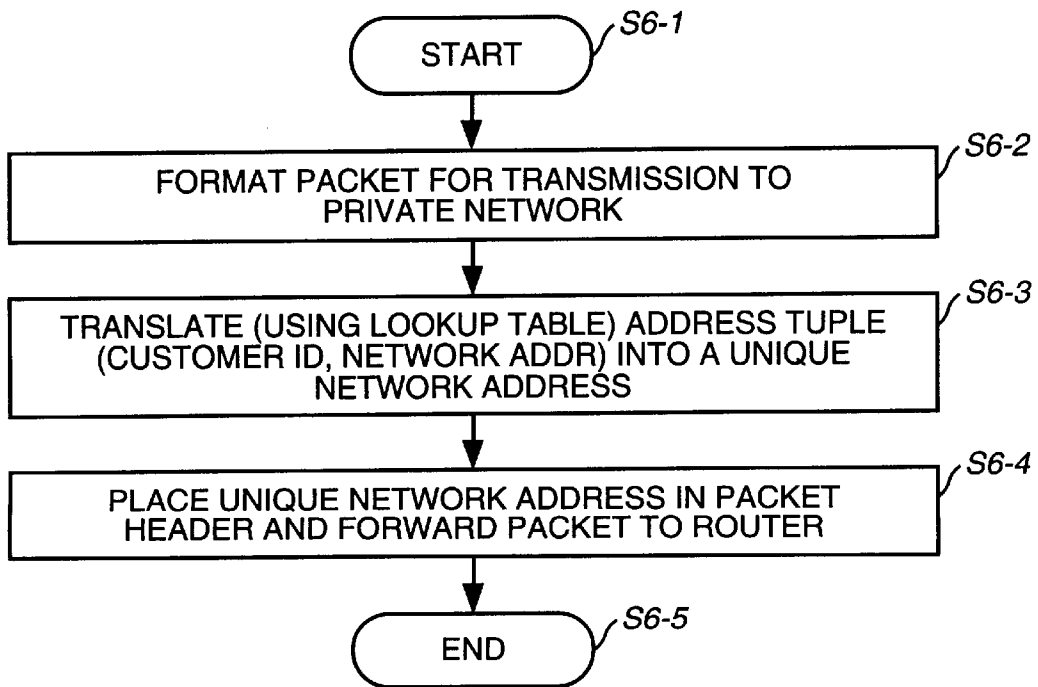 START
S6-1
S6-2
FORMAT PACKET FOR TRANSMISSION TO
PRIVATE NETWORK
S6-3
TRANSLATE (USING LOOKUP TABLE) ADDRESS TUPLE
(CUSTOMER ID, NETWORK ADDR) INTO A UNIQUE
NETWORK ADDRESS
S6-4
PLACE UNIQUE NETWORK ADDRESS IN PACKET
HEADER AND FORWARD PACKET TO ROUTER
END
S6-5